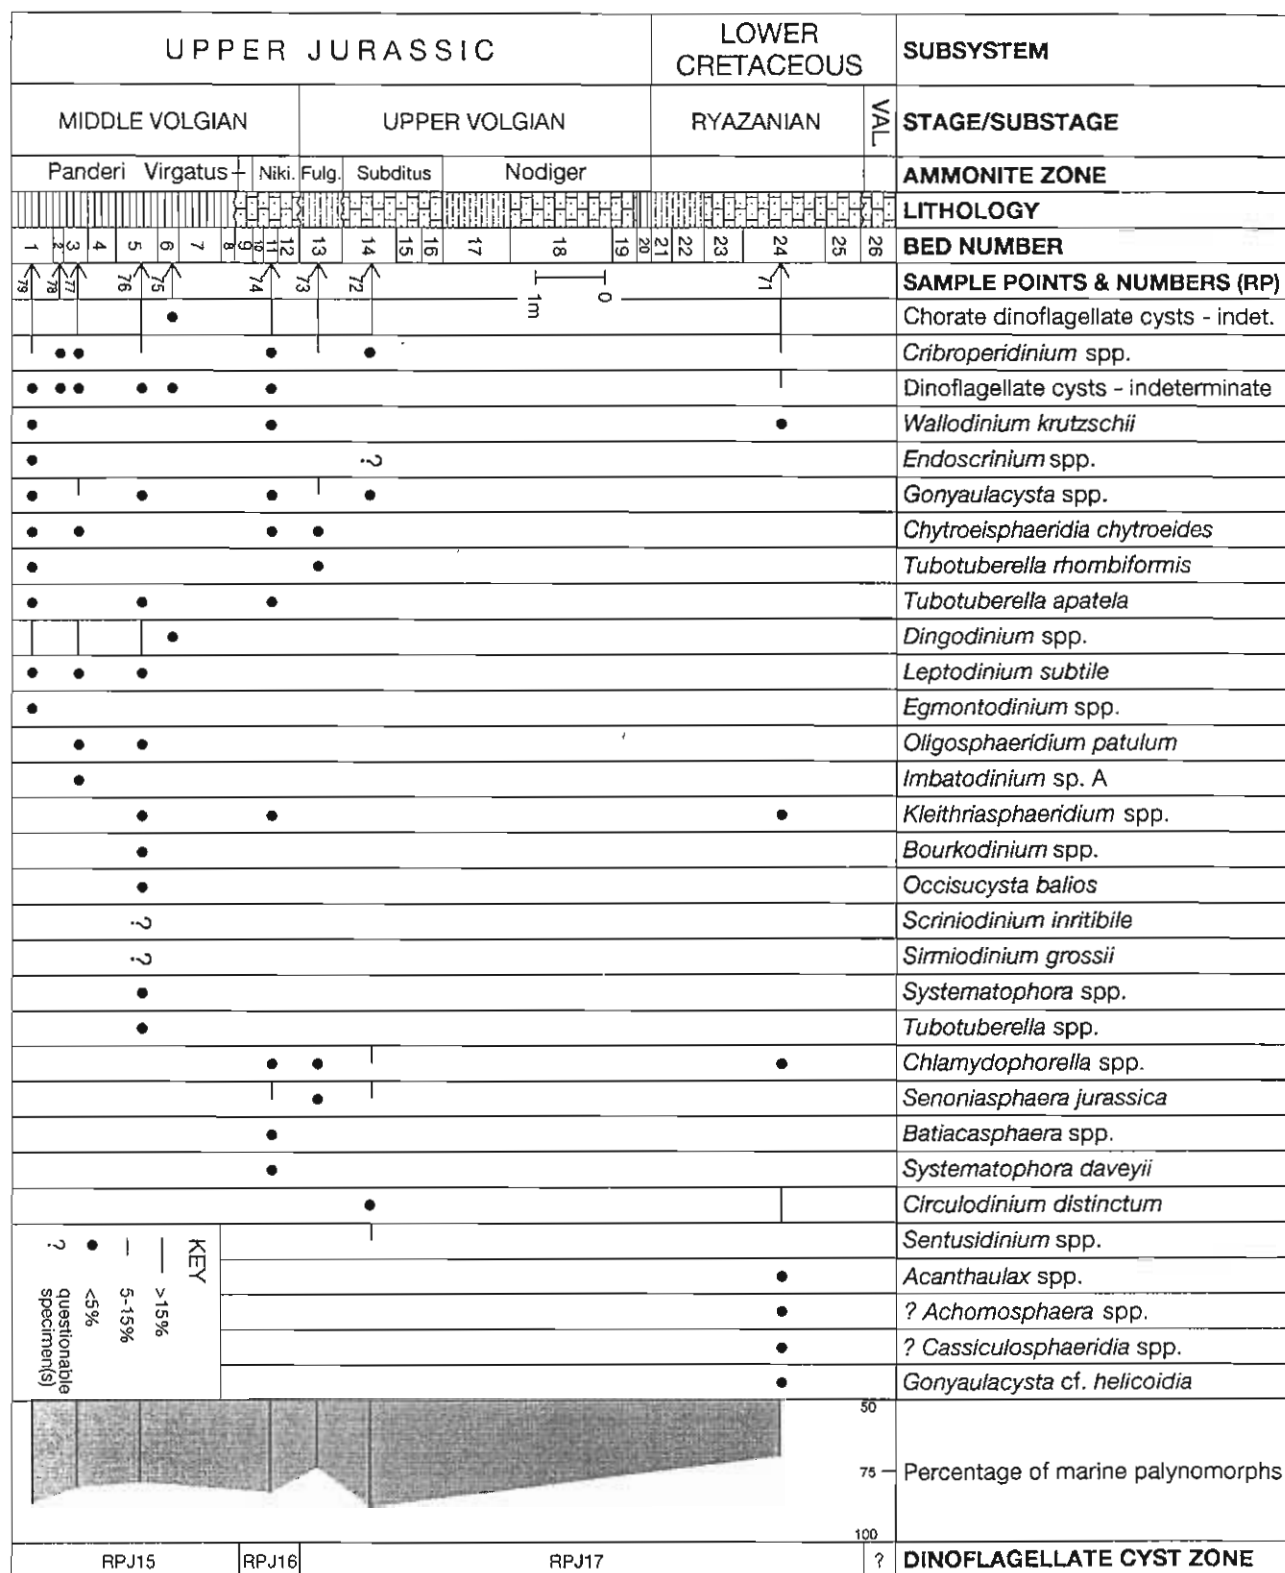 UPPER JURASSIC
LOWER
CRETACEOUS
SUBSYSTEM
MIDDLE VOLGIAN
UPPER VOLGIAN
RYAZANIAN
VAL.
STAGE/SUBSTAGE
Panderi
Virgatus
Niki.
Fulg.
Subditus
Nodiger
AMMONITE ZONE
LITHOLOGY
1 2 3 4 5 6 7 8 9 10 11 12 13 14 15 16 17 18 19 20 21 22 23 24 25 26
BED NUMBER
79 78 77 76 75 74 73 72 71
1m 0
SAMPLE POINTS & NUMBERS (RP)
Chorate dinoflagellate cysts - indet.
Cribroperidinium spp.
Dinoflagellate cysts - indeterminate
Wallodinium krutzschii
?
Endoscrinium spp.
Gonyaulacysta spp.
Chytroeisphaeridia chytroeides
Tubotuberella rhombiformis
Tubotuberella apatela
Dingodinium spp.
Leptodinium subtile
Egmontodinium spp.
Oligosphaeridium patulum
Imbatodinium sp. A
Kleithriasphaeridium spp.
Bourkodinium spp.
Occisucysta balios
?
Scriniodinium inritibile
?
Sirmiodinium grossii
Systematophora spp.
Tubotuberella spp.
Chlamydophorella spp.
Senoniasphaera jurassica
Batiacasphaera spp.
Systematophora daveyii
Circulodinium distinctum
Sentusidinium spp.
Acanthaulax spp.
? Achomosphaera spp.
? Cassiculosphaeridia spp.
Gonyaulacysta cf. helicoidia
KEY
>15%
5-15%
<5%
? questionable
specimen(s)
50
75
100
Percentage of marine palynomorphs
RPJ15
RPJ16
RPJ17
?
DINOFLAGELLATE CYST ZONE